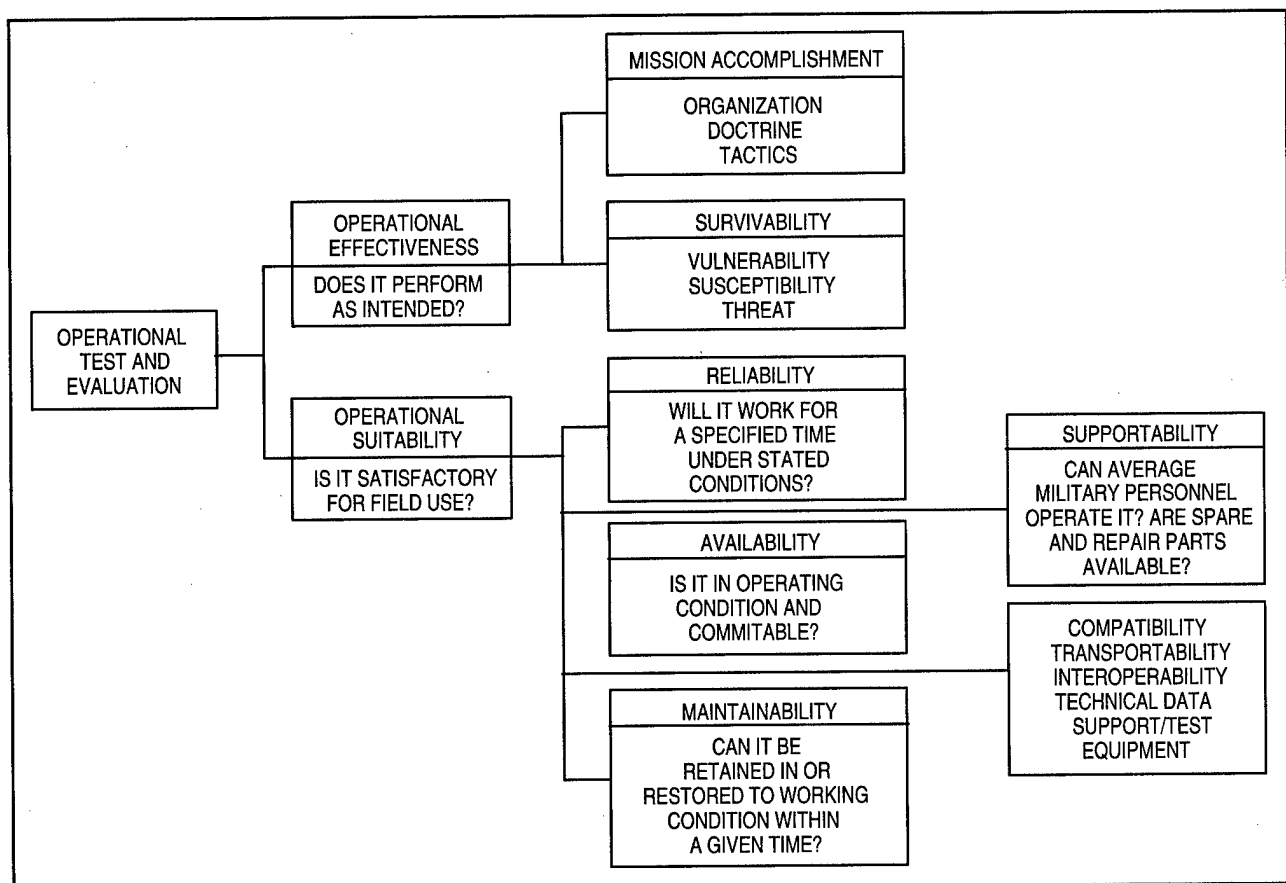 OPERATIONAL
TEST AND
EVALUATION
OPERATIONAL
EFFECTIVENESS
DOES IT PERFORM
AS INTENDED?
OPERATIONAL
SUITABILITY
IS IT SATISFACTORY
FOR FIELD USE?
MISSION ACCOMPLISHMENT
ORGANIZATION
DOCTRINE
TACTICS
SURVIVABILITY
VULNERABILITY
SUSCEPTIBILITY
THREAT
RELIABILITY
WILL IT WORK FOR
A SPECIFIED TIME
UNDER STATED
CONDITIONS?
AVAILABILITY
IS IT IN OPERATING
CONDITION AND
COMMITABLE?
MAINTAINABILITY
CAN IT BE
RETAINED IN OR
RESTORED TO WORKING
CONDITION WITHIN
A GIVEN TIME?
SUPPORTABILITY
CAN AVERAGE
MILITARY PERSONNEL
OPERATE IT? ARE SPARE
AND REPAIR PARTS
AVAILABLE?
COMPATIBILITY
TRANSPORTABILITY
INTEROPERABILITY
TECHNICAL DATA
SUPPORT/TEST
EQUIPMENT